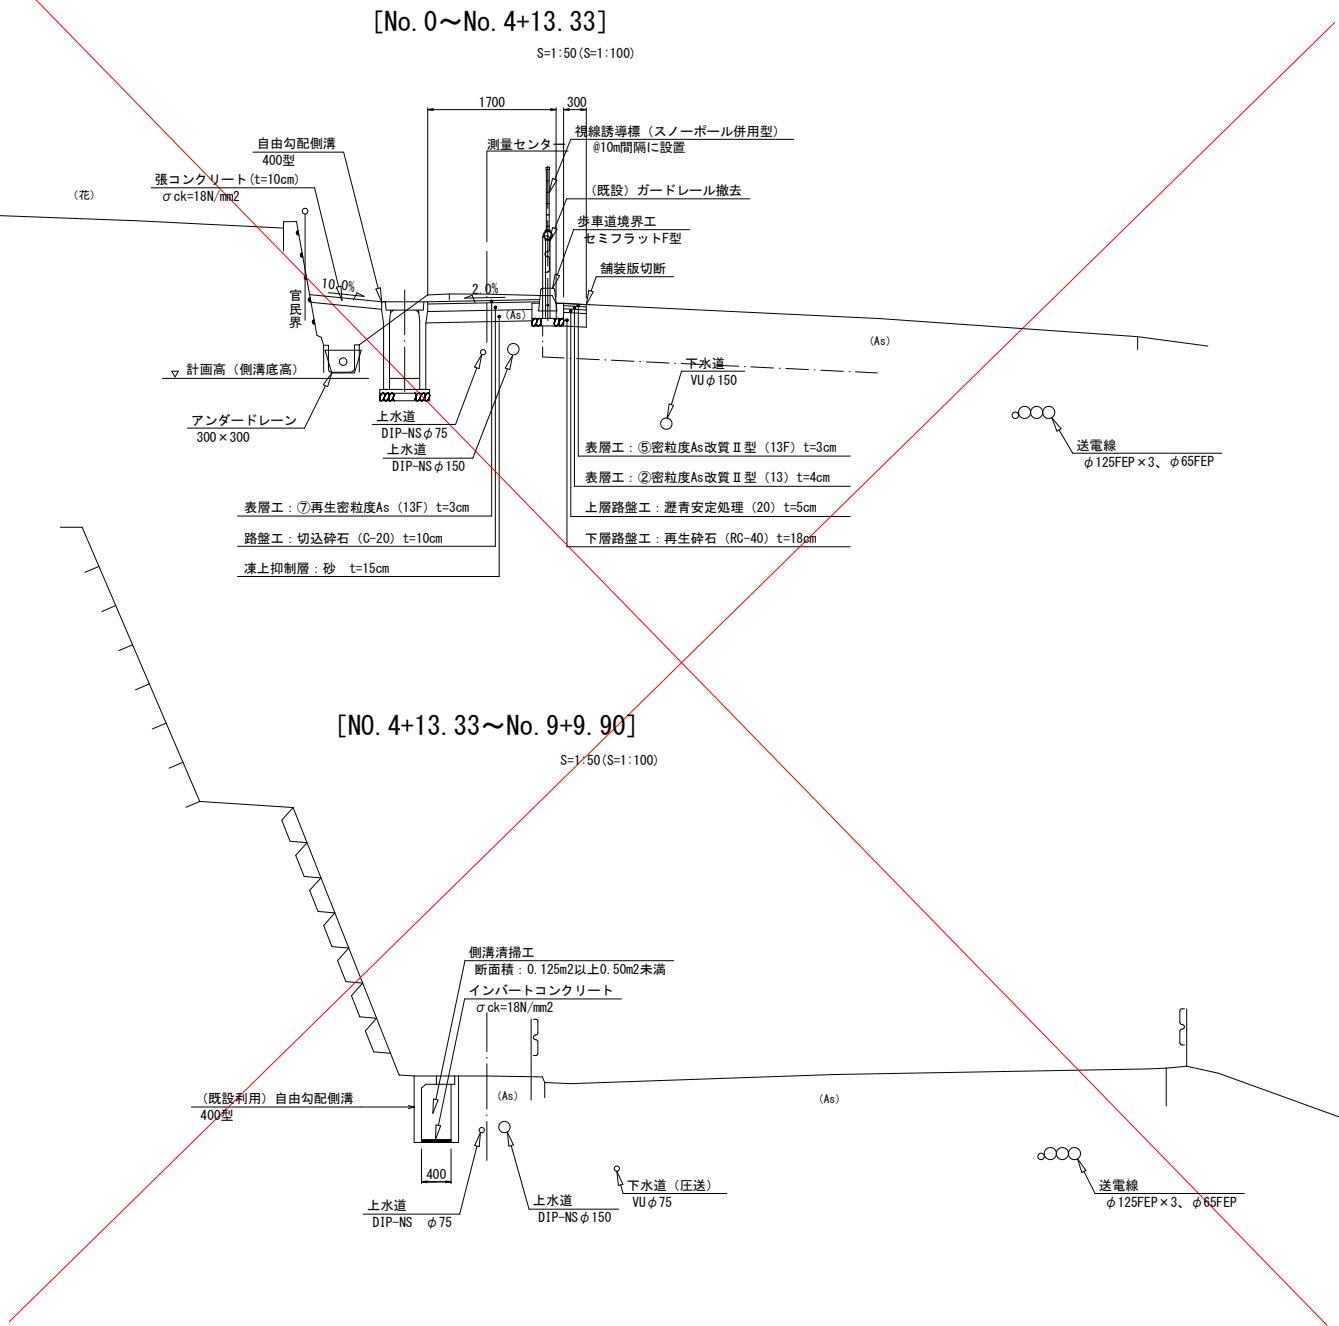 [No.0～No.4+13.33]
S=1:50(S=1:100)
1700
300
自由勾配側溝
400型
測量センター
視線誘導標（スノーポール併用型）
@10m間隔に設置
張コンクリート(t=10cm)
σck=18N/mm2
（花）
（既設）ガードレール撤去
歩車道境界工
セミフラットF型
舗装版切断
10.0%
2.0%
官民界
(As)
(As)
計画高（側溝底高）
下水道
VUφ150
アンダードレーン
300×300
上水道
DIP-NSφ75
上水道
DIP-NSφ150
送電線
φ125FEP×3、φ65FEP
表層工：⑤密粒度As改質Ⅱ型（13F）t=3cm
表層工：②密粒度As改質Ⅱ型（13）t=4cm
表層工：⑦再生密粒度As（13F）t=3cm
上層路盤工：瀝青安定処理（20）t=5cm
路盤工：切込砕石（C-20）t=10cm
下層路盤工：再生砕石（RC-40）t=18cm
凍上抑制層：砂　t=15cm
[NO.4+13.33～No.9+9.90]
S=1:50(S=1:100)
側溝清掃工
断面積：0.125m2以上0.50m2未満
インバートコンクリート
σck=18N/mm2
（既設利用）自由勾配側溝
400型
(As)
(As)
400
上水道
DIP-NS　φ75
上水道
DIP-NSφ150
下水道（圧送）
VUφ75
送電線
φ125FEP×3、φ65FEP